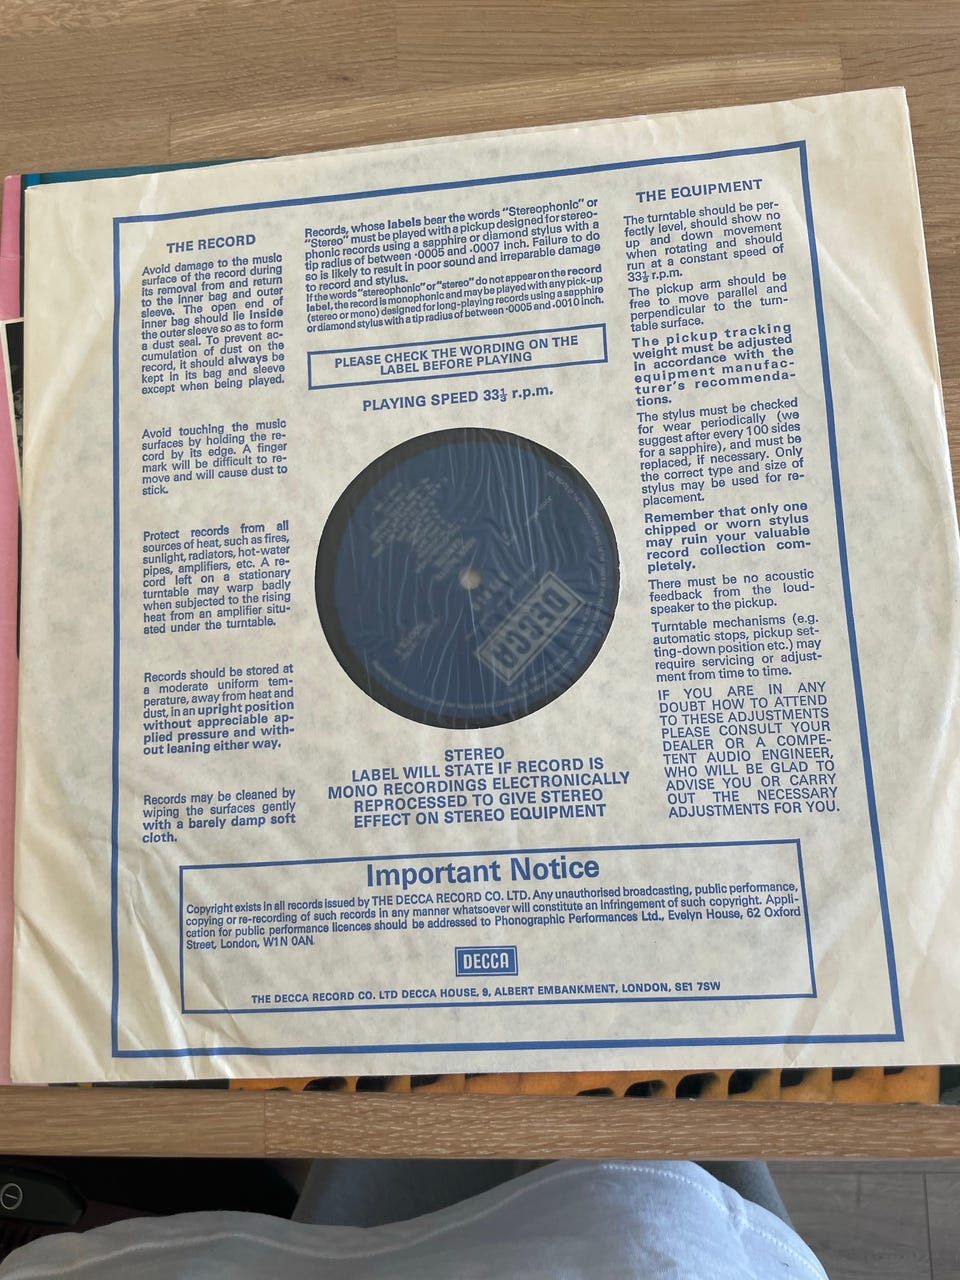 THE RECORD
Avoid damage to the music
surface of the record during
its removal from and return
to the inner bag and outer
sleeve. The open end of
inner bag should lie inside
the outer sleeve so as to form
a dust seal. To prevent ac-
cumulation of dust on the
record, it should always be
kept in its bag and sleeve
except when being played.
Avoid touching the music
surfaces by holding the re-
cord by its edge. A finger
mark will be difficult to re-
move and will cause dust to
stick.
Protect records from all
sources of heat, such as fires,
sunlight, radiators, hot-water
pipes, amplifiers, etc. A re-
cord left on a stationary
turntable may warp badly
when subjected to the rising
heat from an amplifier situ-
ated under the turntable.
Records should be stored at
a moderate uniform tem-
perature, away from heat and
dust, in an upright position
without appreciable ap-
plied pressure and with-
out leaning either way.
Records may be cleaned by
wiping the surfaces gently
with a barely damp soft
cloth.
Records, whose labels bear the words "Stereophonic" or
"Stereo" must be played with a pickup designed for stereo-
phonic records using a sapphire or diamond stylus with a
tip radius of between ·0005 and .0007 inch. Failure to do
so is likely to result in poor sound and irreparable damage
to record and stylus.
If the words "stereophonic" or "stereo" do not appear on the record
label, the record is monophonic and may be played with any pick-up
(stereo or mono) designed for long-playing records using a sapphire
or diamond stylus with a tip radius of between ·0005 and .0010 inch.
PLEASE CHECK THE WORDING ON THE
LABEL BEFORE PLAYING
PLAYING SPEED 33⅓ r.p.m.
DECCA
STEREO
LABEL WILL STATE IF RECORD IS
MONO RECORDINGS ELECTRONICALLY
REPROCESSED TO GIVE STEREO
EFFECT ON STEREO EQUIPMENT
THE EQUIPMENT
The turntable should be per-
fectly level, should show no
up and down movement
when rotating and should
run at a constant speed of
33⅓ r.p.m.
The pickup arm should be
free to move parallel and
perpendicular to the turn-
table surface.
The pickup tracking
weight must be adjusted
in accordance with the
equipment manufac-
turer's recommenda-
tions.
The stylus must be checked
for wear periodically (we
suggest after every 100 sides
for a sapphire), and must be
replaced, if necessary. Only
the correct type and size of
stylus may be used for re-
placement.
Remember that only one
chipped or worn stylus
may ruin your valuable
record collection com-
pletely.
There must be no acoustic
feedback from the loud-
speaker to the pickup.
Turntable mechanisms (e.g.
automatic stops, pickup set-
ting-down position etc.) may
require servicing or adjust-
ment from time to time.
IF YOU ARE IN ANY
DOUBT HOW TO ATTEND
TO THESE ADJUSTMENTS
PLEASE CONSULT YOUR
DEALER OR A COMPE-
TENT AUDIO ENGINEER,
WHO WILL BE GLAD TO
ADVISE YOU OR CARRY
OUT THE NECESSARY
ADJUSTMENTS FOR YOU.
Important Notice
Copyright exists in all records issued by THE DECCA RECORD CO. LTD. Any unauthorised broadcasting, public performance,
copying or re-recording of such records in any manner whatsoever will constitute an infringement of such copyright. Appli-
cation for public performance licences should be addressed to Phonographic Performances Ltd., Evelyn House, 62 Oxford
Street, London, W1N 0AN.
DECCA
THE DECCA RECORD CO. LTD DECCA HOUSE, 9, ALBERT EMBANKMENT, LONDON, SE1 7SW